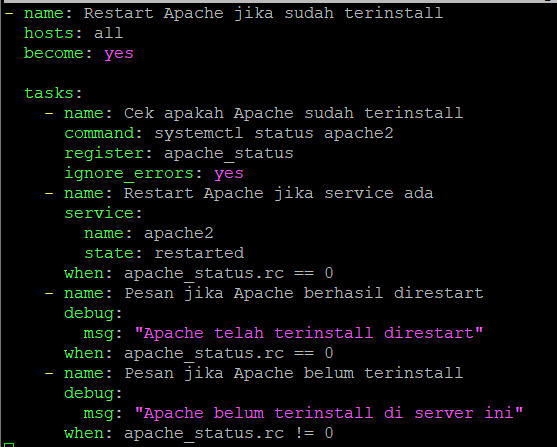 - name: Restart Apache jika sudah terinstall
  hosts: all
  become: yes

  tasks:
    - name: Cek apakah Apache sudah terinstall
      command: systemctl status apache2
      register: apache_status
      ignore_errors: yes
    - name: Restart Apache jika service ada
      service:
        name: apache2
        state: restarted
      when: apache_status.rc == 0
    - name: Pesan jika Apache berhasil direstart
      debug:
        msg: "Apache telah terinstall direstart"
      when: apache_status.rc == 0
    - name: Pesan jika Apache belum terinstall
      debug:
        msg: "Apache belum terinstall di server ini"
      when: apache_status.rc != 0